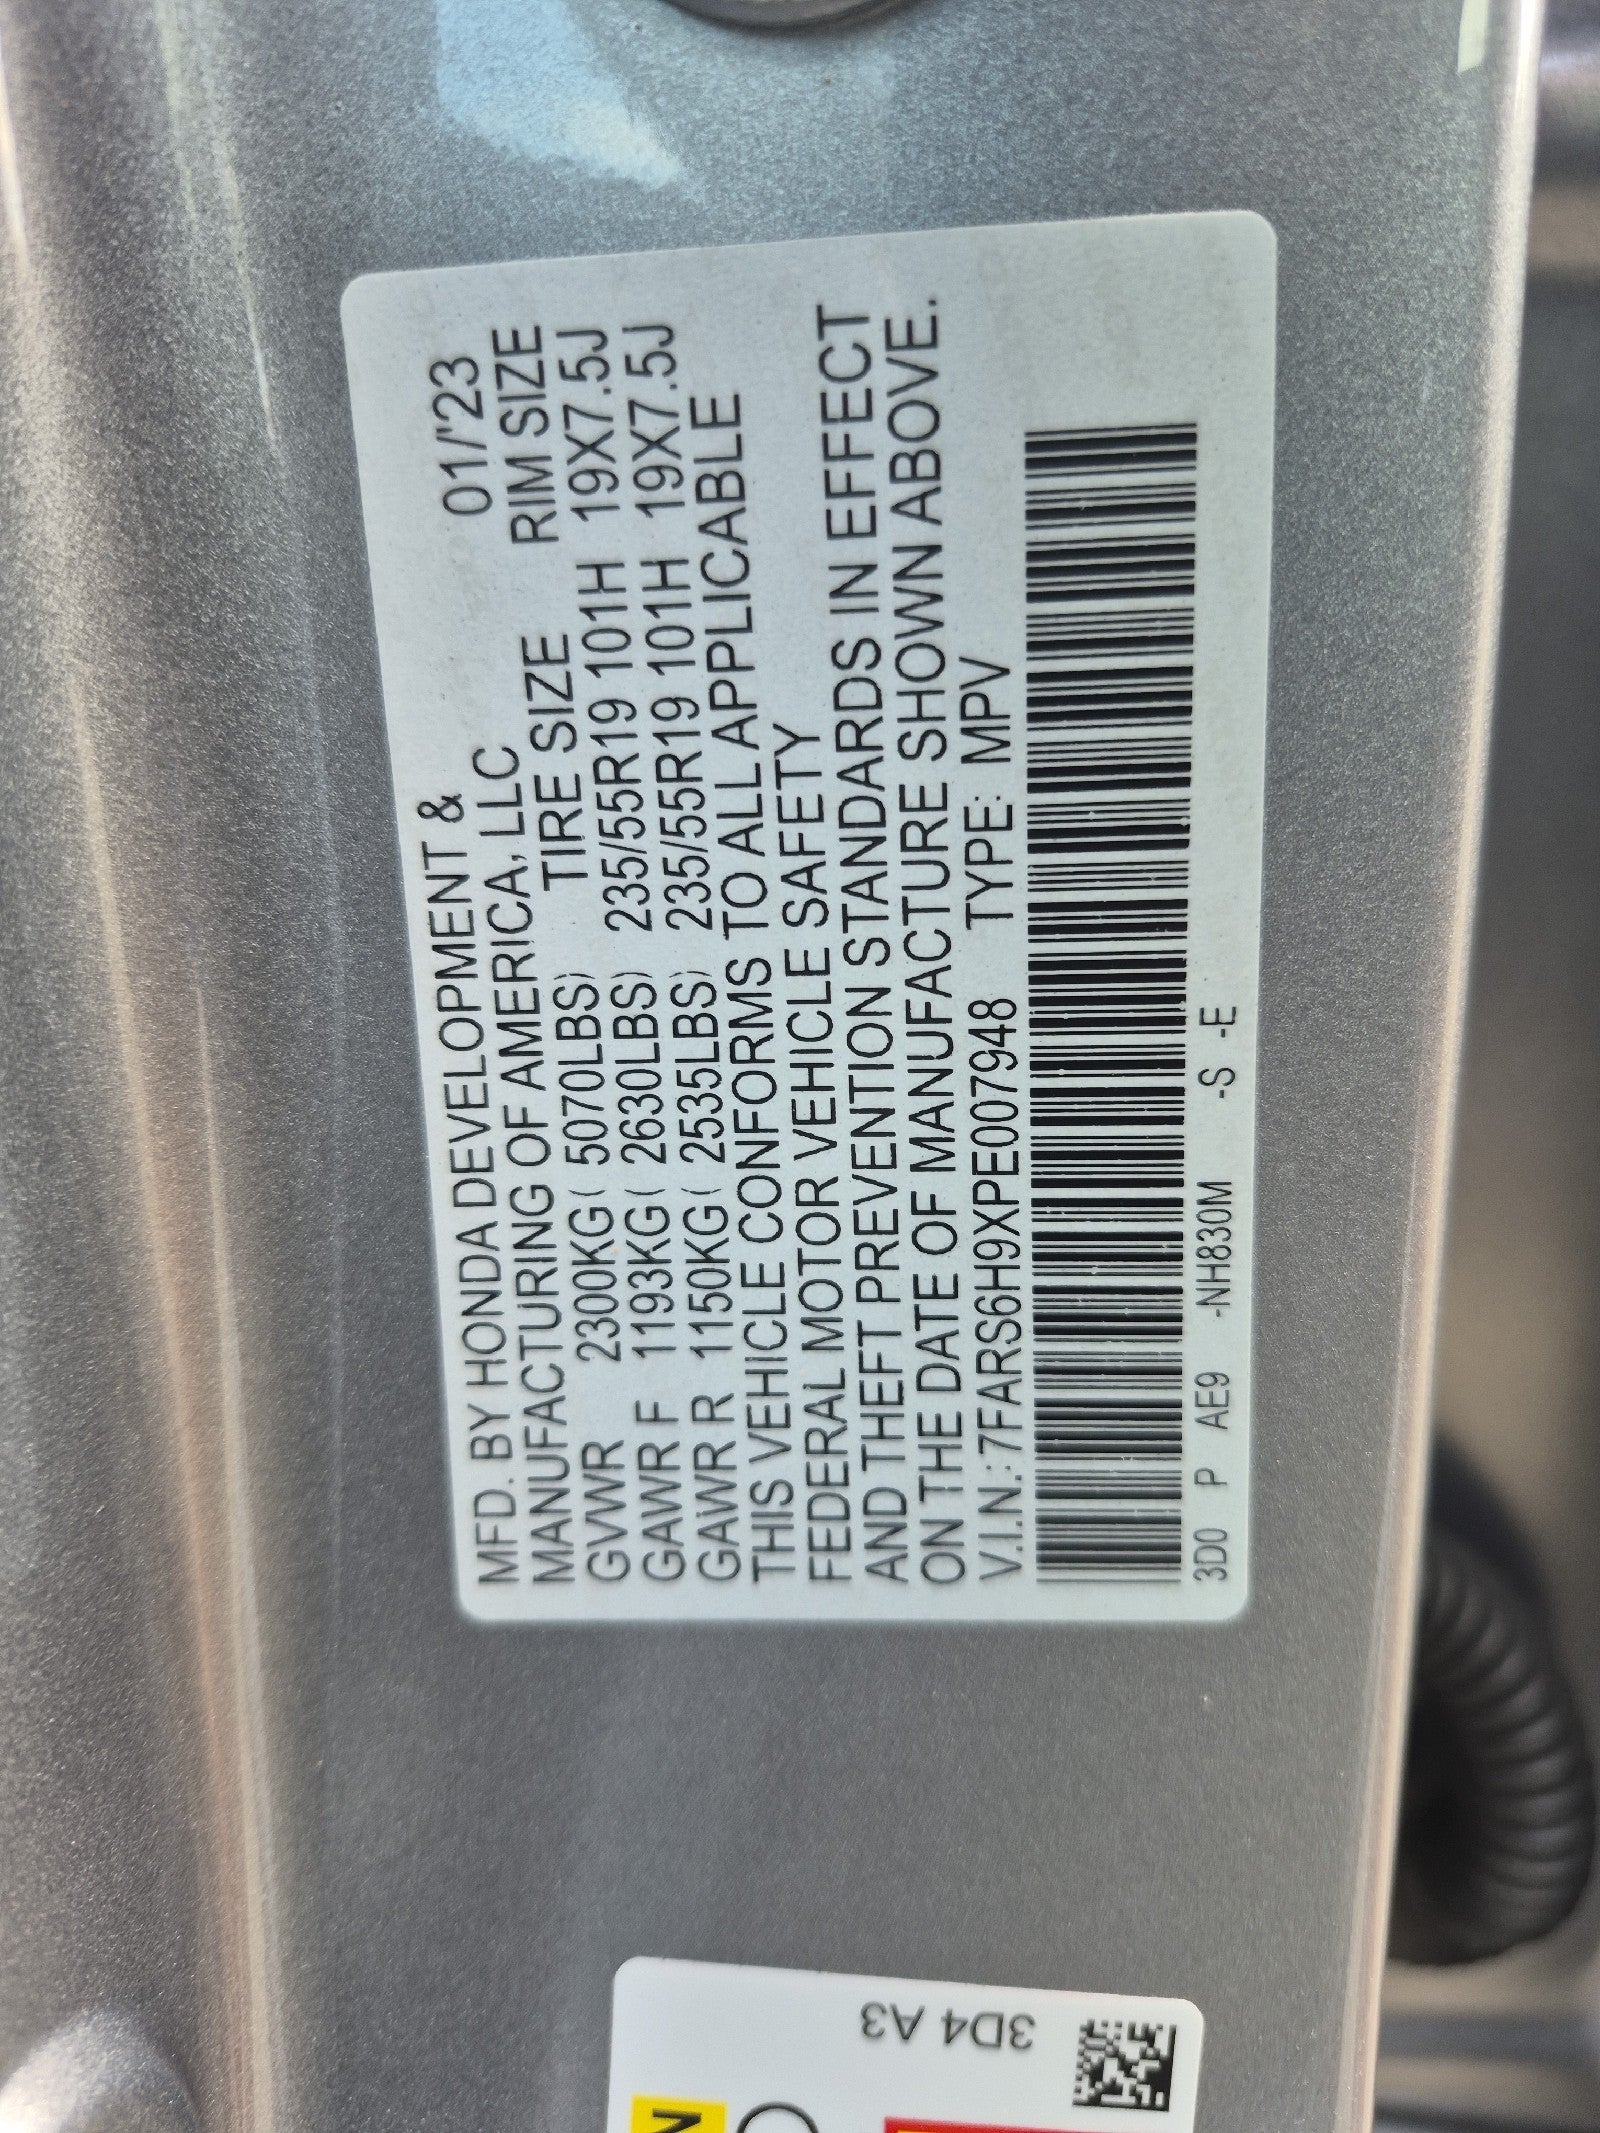 MFD. BY HONDA DEVELOPMENT & 01/'23
MANUFACTURING OF AMERICA, LLC
TIRE SIZE RIM SIZE
GVWR 2300KG( 5070LBS)
GAWR F 1193KG( 2630LBS) 235/55R19 101H 19X7.5J
GAWR R 1150KG( 2535LBS) 235/55R19 101H 19X7.5J
THIS VEHICLE CONFORMS TO ALL APPLICABLE
FEDERAL MOTOR VEHICLE SAFETY
AND THEFT PREVENTION STANDARDS IN EFFECT
ON THE DATE OF MANUFACTURE SHOWN ABOVE.
V.I.N.:7FARS6H9XPE007948 TYPE: MPV
3D0 P AE9 -NH830M -S -E
3D4 A3
N